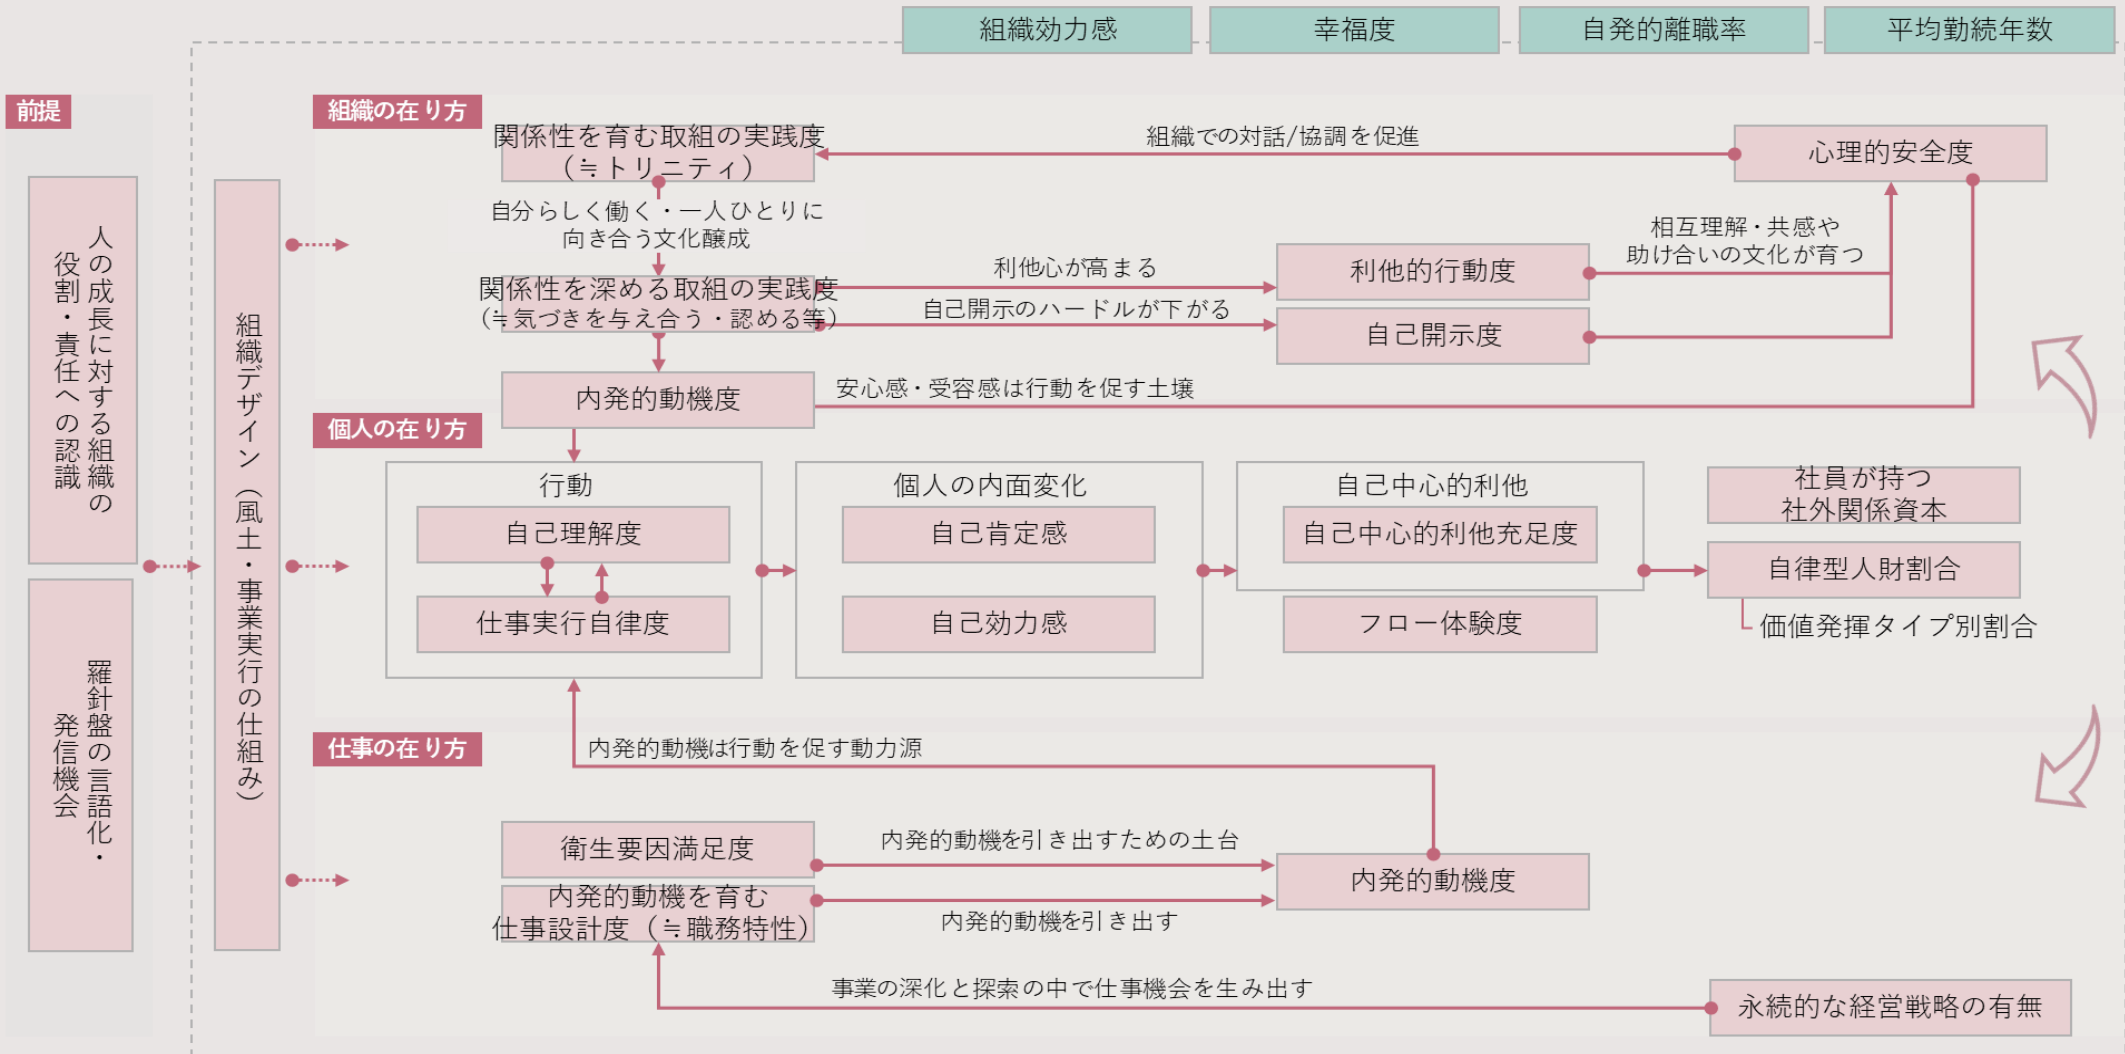 組織効力感
幸福度
自発的離職率
平均勤続年数
前提
人の成長に対する組織の
役割・責任への認識
羅針盤の言語化・
発信機会
組織デザイン（風土・事業実行の仕組み）
組織の在り方
関係性を育む取組の実践度
（≒トリニティ）
組織での対話/協調を促進
心理的安全度
自分らしく働く・一人ひとりに
向き合う文化醸成
相互理解・共感や
助け合いの文化が育つ
関係性を深める取組の実践度
（≒気づきを与え合う・認める等）
利他心が高まる
利他的行動度
自己開示のハードルが下がる
自己開示度
内発的動機度
安心感・受容感は行動を促す土壌
個人の在り方
行動
自己理解度
仕事実行自律度
個人の内面変化
自己肯定感
自己効力感
自己中心的利他
自己中心的利他充足度
フロー体験度
社員が持つ
社外関係資本
自律型人財割合
価値発揮タイプ別割合
仕事の在り方
内発的動機は行動を促す動力源
衛生要因満足度
内発的動機を引き出すための土台
内発的動機度
内発的動機を育む
仕事設計度（≒職務特性）
内発的動機を引き出す
事業の深化と探索の中で仕事機会を生み出す
永続的な経営戦略の有無